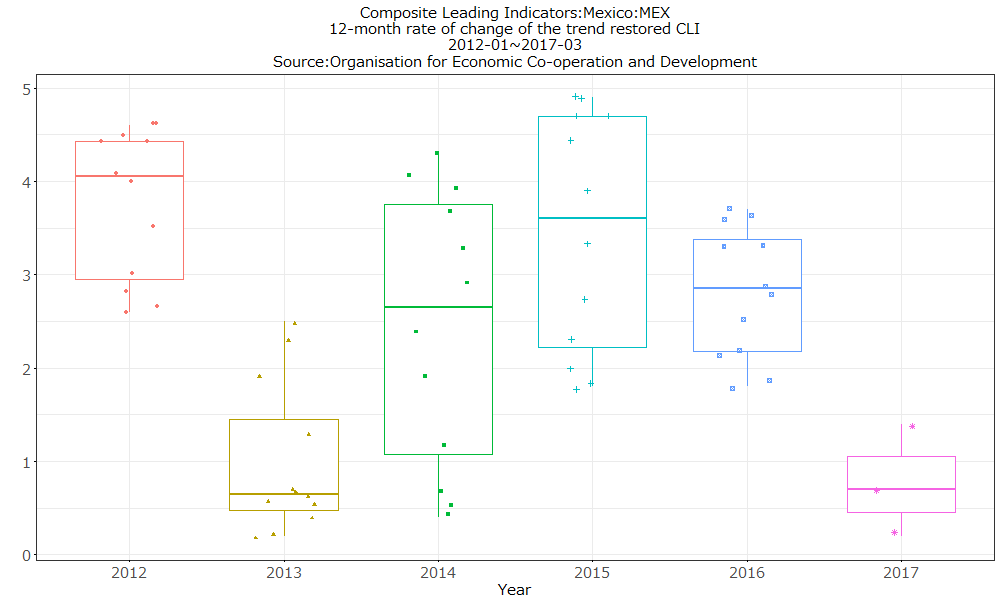 Composite Leading Indicators:Mexico:MEX
12-month rate of change of the trend restored CLI
2012-01~2017-03
Source:Organisation for Economic Co-operation and Development
5
4
3
2
1
0
2012 2013 2014 2015 2016 2017
Year